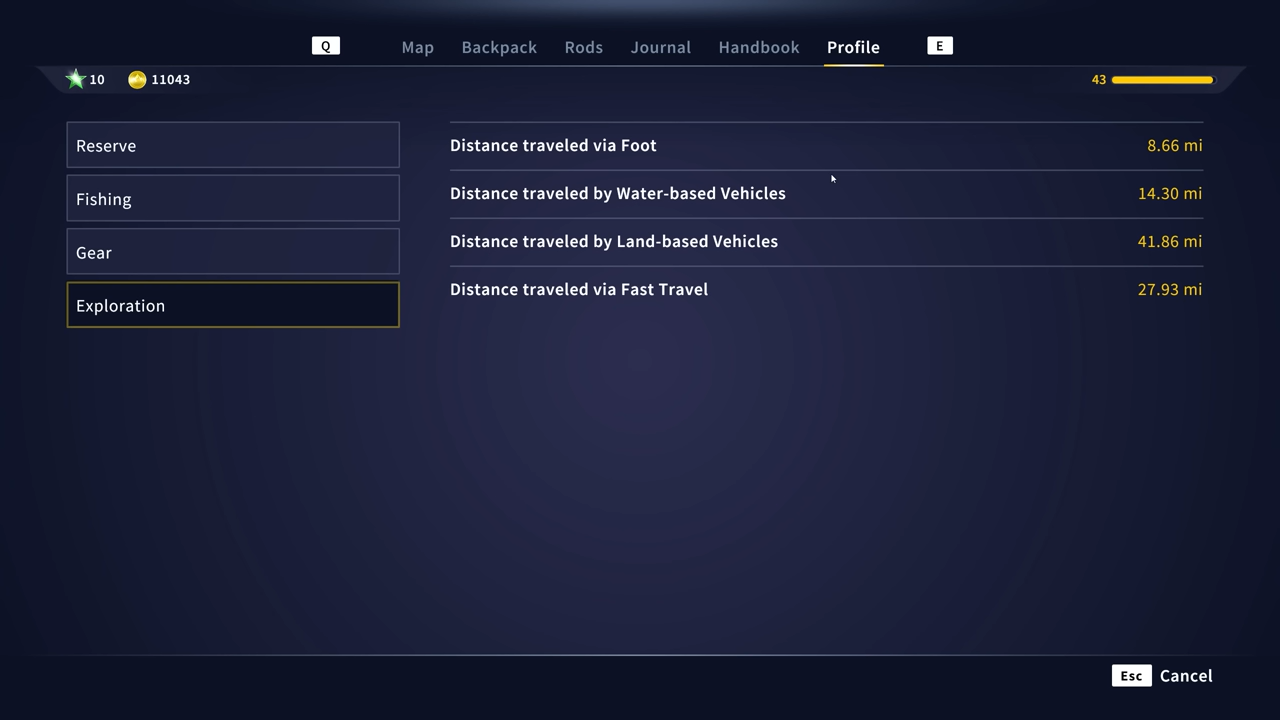 Q Map Backpack Rods Journal Handbook Profile E
10 11043 43
Reserve
Fishing
Gear
Exploration
Distance traveled via Foot 8.66 mi
Distance traveled by Water-based Vehicles 14.30 mi
Distance traveled by Land-based Vehicles 41.86 mi
Distance traveled via Fast Travel 27.93 mi
Esc Cancel